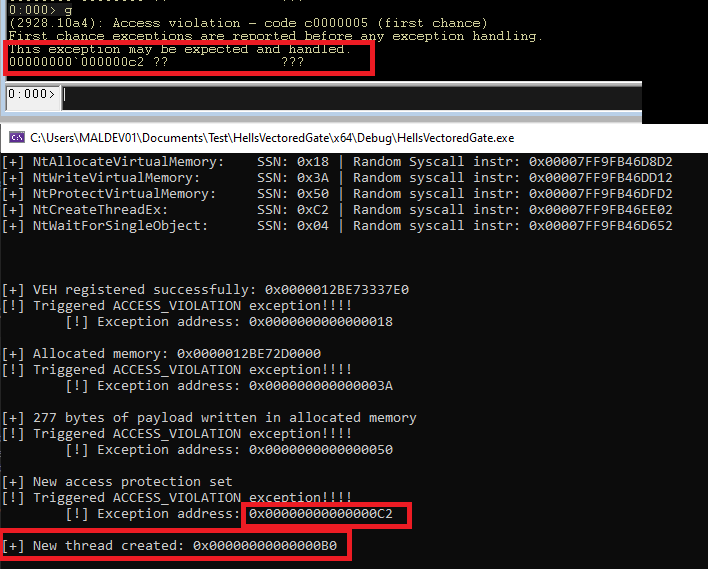 0:000> g
(2928.10a4): Access violation - code c0000005 (first chance)
First chance exceptions are reported before any exception handling.
This exception may be expected and handled.
00000000`000000c2 ?? ???
0:000>
C:\Users\MALDEV01\Documents\Test\HellsVectoredGate\x64\Debug\HellsVectoredGate.exe
[+] NtAllocateVirtualMemory: SSN: 0x18 | Random Syscall instr: 0x00007FF9FB46D8D2
[+] NtWriteVirtualMemory: SSN: 0x3A | Random syscall instr: 0x00007FF9FB46DD12
[+] NtProtectVirtualMemory: SSN: 0x50 | Random syscall instr: 0x00007FF9FB46DFD2
[+] NtCreateThreadEx: SSN: 0xC2 | Random syscall instr: 0x00007FF9FB46EE02
[+] NtWaitForSingleObject: SSN: 0x04 | Random syscall instr: 0x00007FF9FB46D652
[+] VEH registered successfully: 0x0000012BE73337E0
[!] Triggered ACCESS_VIOLATION exception!!!!
[!] Exception address: 0x0000000000000018
[+] Allocated memory: 0x0000012BE72D0000
[!] Triggered ACCESS_VIOLATION exception!!!!
[!] Exception address: 0x000000000000003A
[+] 277 bytes of payload written in allocated memory
[!] Triggered ACCESS_VIOLATION exception!!!!
[!] Exception address: 0x0000000000000050
[+] New access protection set
[!] Triggered ACCESS_VIOLATION exception!!!!
[!] Exception address: 0x00000000000000C2
[+] New thread created: 0x00000000000000B0